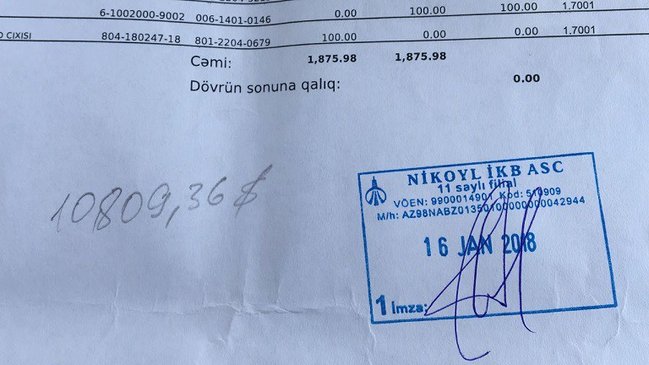 6-1002000-9002 006-1401-0146 0.00 100.00 100.00 1.7001
ÇIXISI 804-180247-18 801-2204-0679 100.00 0.00 0.00 1.7001
Cəmi: 1,875.98 1,875.98
Dövrün sonuna qalıq: 0.00
10809,36 $
NİKOYL İKB ASC
11 saylı filial
VÖEN: 9900014901 Kod: 510909
M/h: AZ98NABZ01350100000000042944
16 JAN 2018
1 İmza: